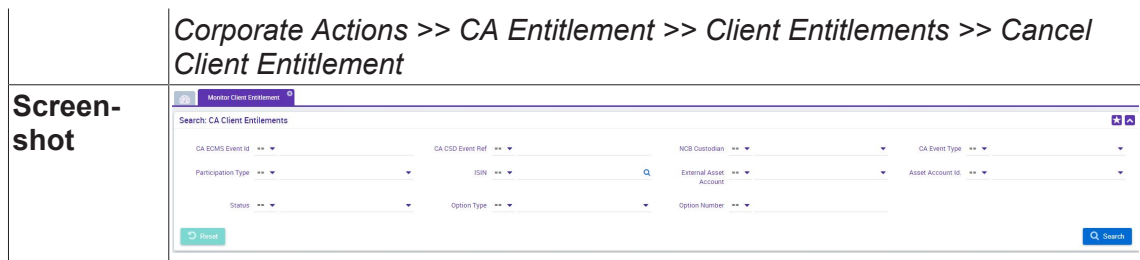 Corporate Actions >> CA Entitlement >> Client Entitlements >> Cancel
Client Entitlement
Screen-
shot
Monitor Client Entitlement
Search: CA Client Entilements
CA ECMS Event Id == CA CSD Event Ref == NCB Custodian == CA Event Type ==
Participation Type == ISIN == External Asset Account == Asset Account Id. ==
Status == Option Type == Option Number ==
Reset Search